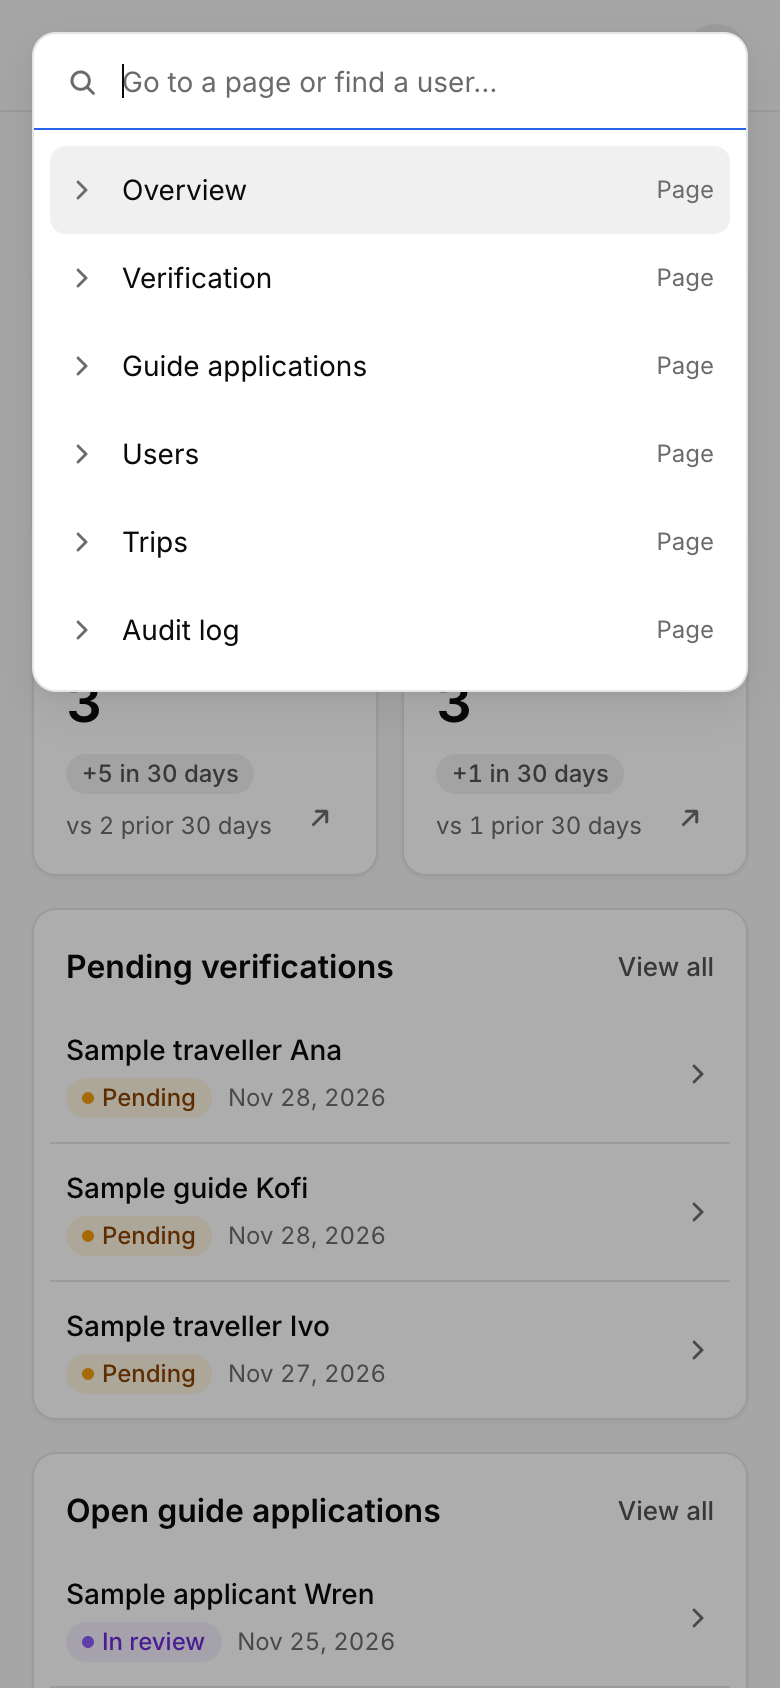 Go to a page or find a user...
Overview Page
Verification Page
Guide applications Page
Users Page
Trips Page
Audit log Page
3 3
+5 in 30 days +1 in 30 days
vs 2 prior 30 days vs 1 prior 30 days
Pending verifications View all
Sample traveller Ana
Pending Nov 28, 2026
Sample guide Kofi
Pending Nov 28, 2026
Sample traveller Ivo
Pending Nov 27, 2026
Open guide applications View all
Sample applicant Wren
In review Nov 25, 2026